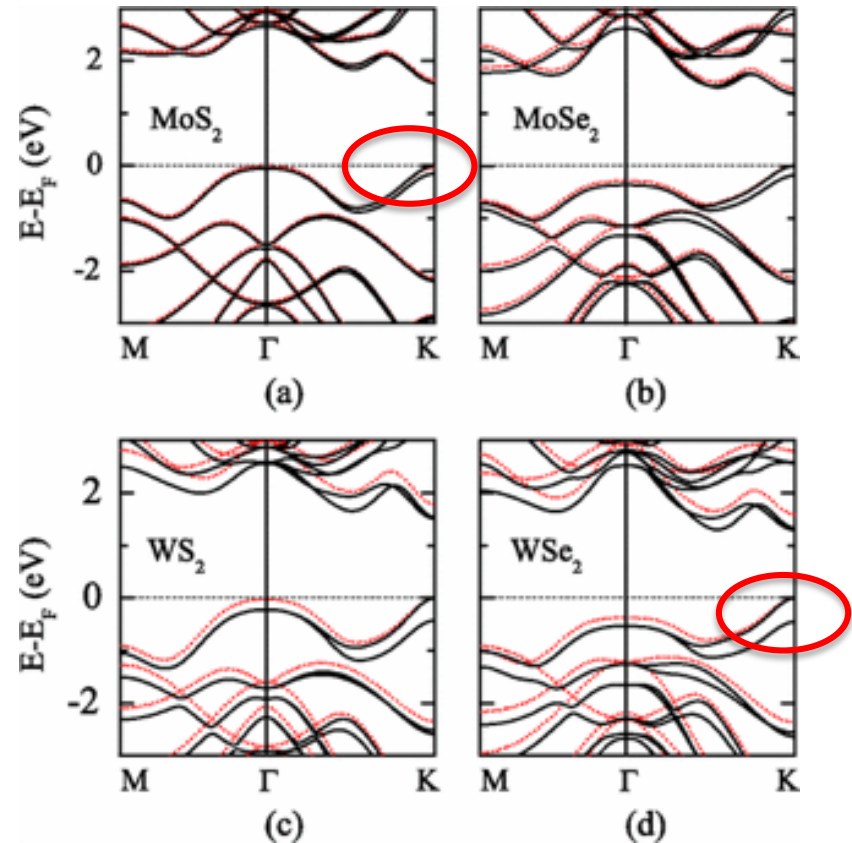 E-E_F (eV)
2
0
-2
MoS₂
MoSe₂
M Γ K
M Γ K
(a)
(b)
E-E_F (eV)
2
0
-2
WS₂
WSe₂
M Γ K
M Γ K
(c)
(d)